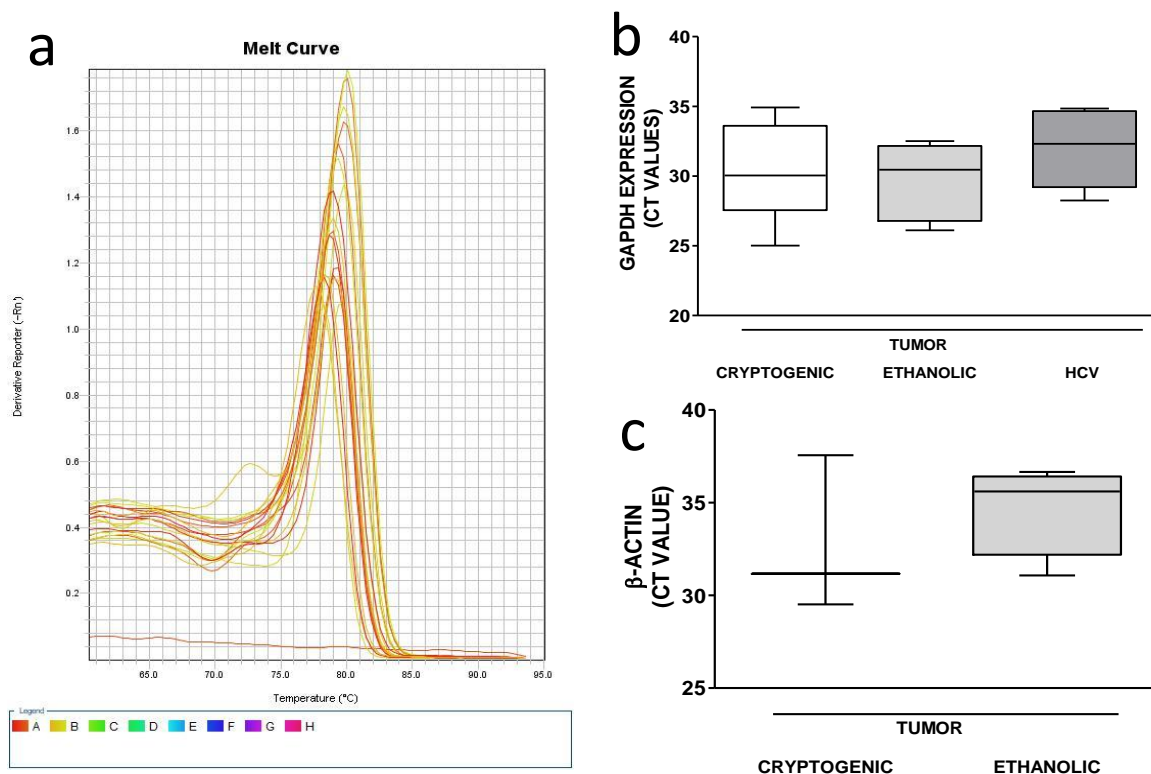 a
Melt Curve
Derivative Reporter (-Rn')
1.6
1.4
1.2
1.0
0.8
0.6
0.4
0.2
65.0 70.0 75.0 80.0 85.0 90.0 95.0
Temperature (°C)
Legend
A B C D E F G H
b
GAPDH EXPRESSION
(CT VALUES)
40
35
30
25
20
TUMOR
CRYPTOGENIC ETHANOLIC HCV
c
β-ACTIN
(CT VALUE)
40
35
30
25
TUMOR
CRYPTOGENIC ETHANOLIC